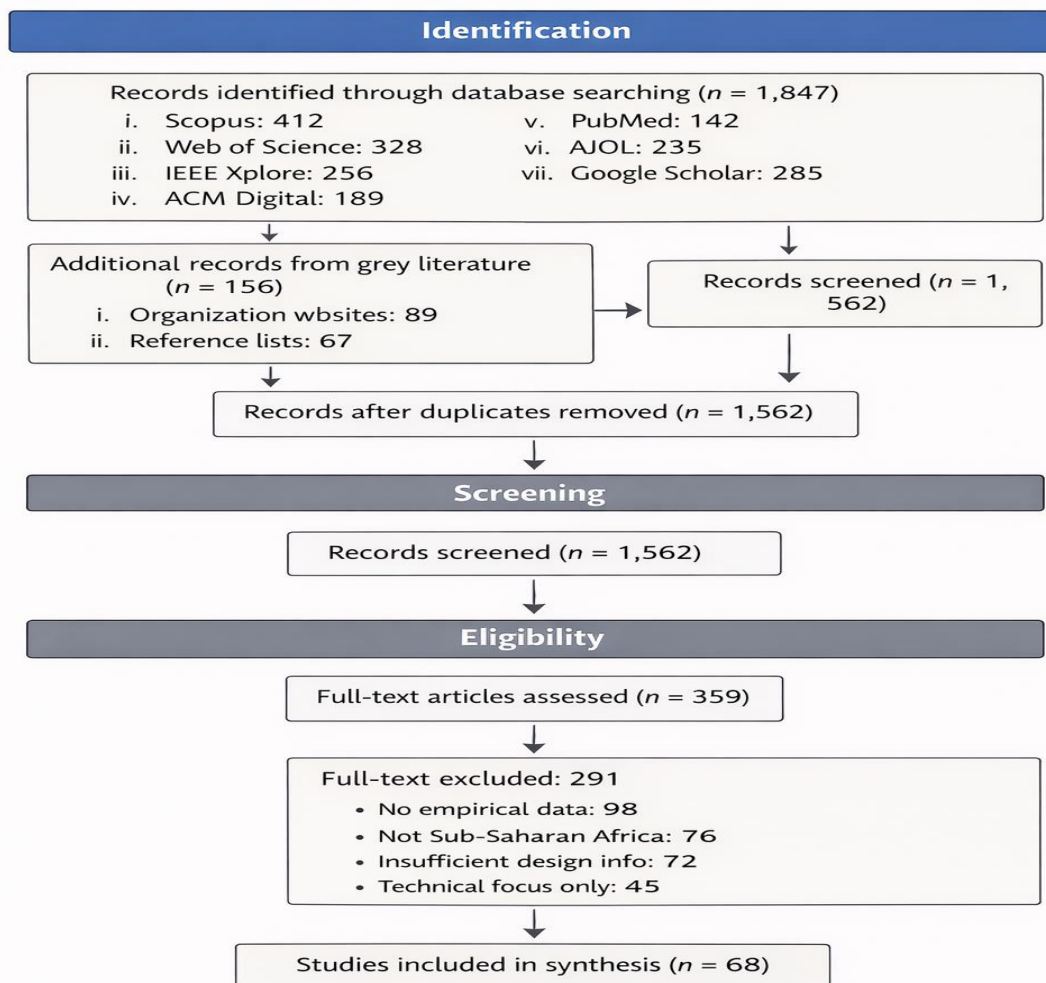 Identification
Records identified through database searching (n = 1,847)
i. Scopus: 412
ii. Web of Science: 328
iii. IEEE Xplore: 256
iv. ACM Digital: 189
v. PubMed: 142
vi. AJOL: 235
vii. Google Scholar: 285
Additional records from grey literature
(n = 156)
i. Organization wbsites: 89
ii. Reference lists: 67
Records screened (n = 1,
562)
Records after duplicates removed (n = 1,562)
Screening
Records screened (n = 1,562)
Eligibility
Full-text articles assessed (n = 359)
Full-text excluded: 291
• No empirical data: 98
• Not Sub-Saharan Africa: 76
• Insufficient design info: 72
• Technical focus only: 45
Studies included in synthesis (n = 68)